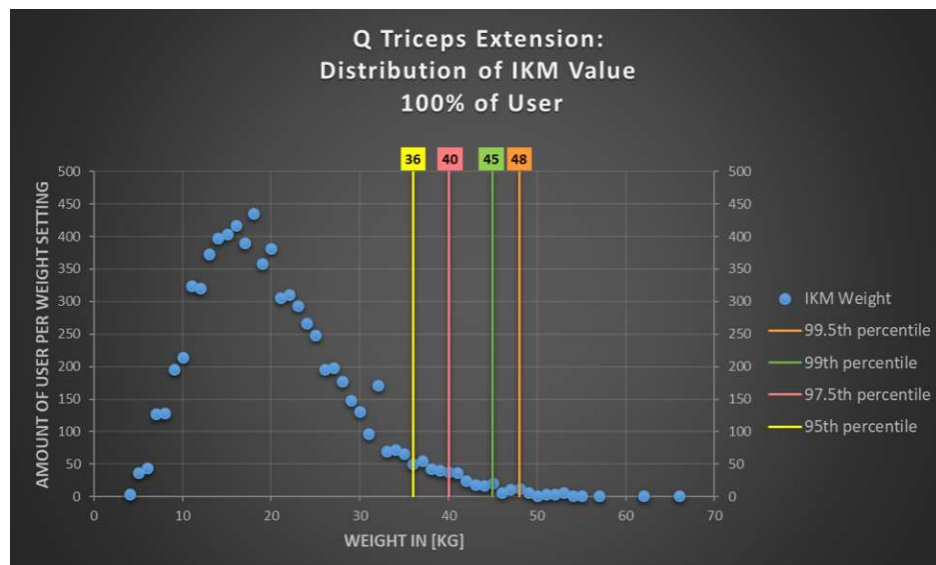 Q Triceps Extension:
Distribution of IKM Value
100% of User
36 40 45 48
500 500
450 450
400 400
350 350
300 300
250 250
200 200
150 150
100 100
50 50
0 0
0 10 20 30 40 50 60 70
AMOUNT OF USER PER WEIGHT SETTING
WEIGHT IN [KG]
IKM Weight
99.5th percentile
99th percentile
97.5th percentile
95th percentile